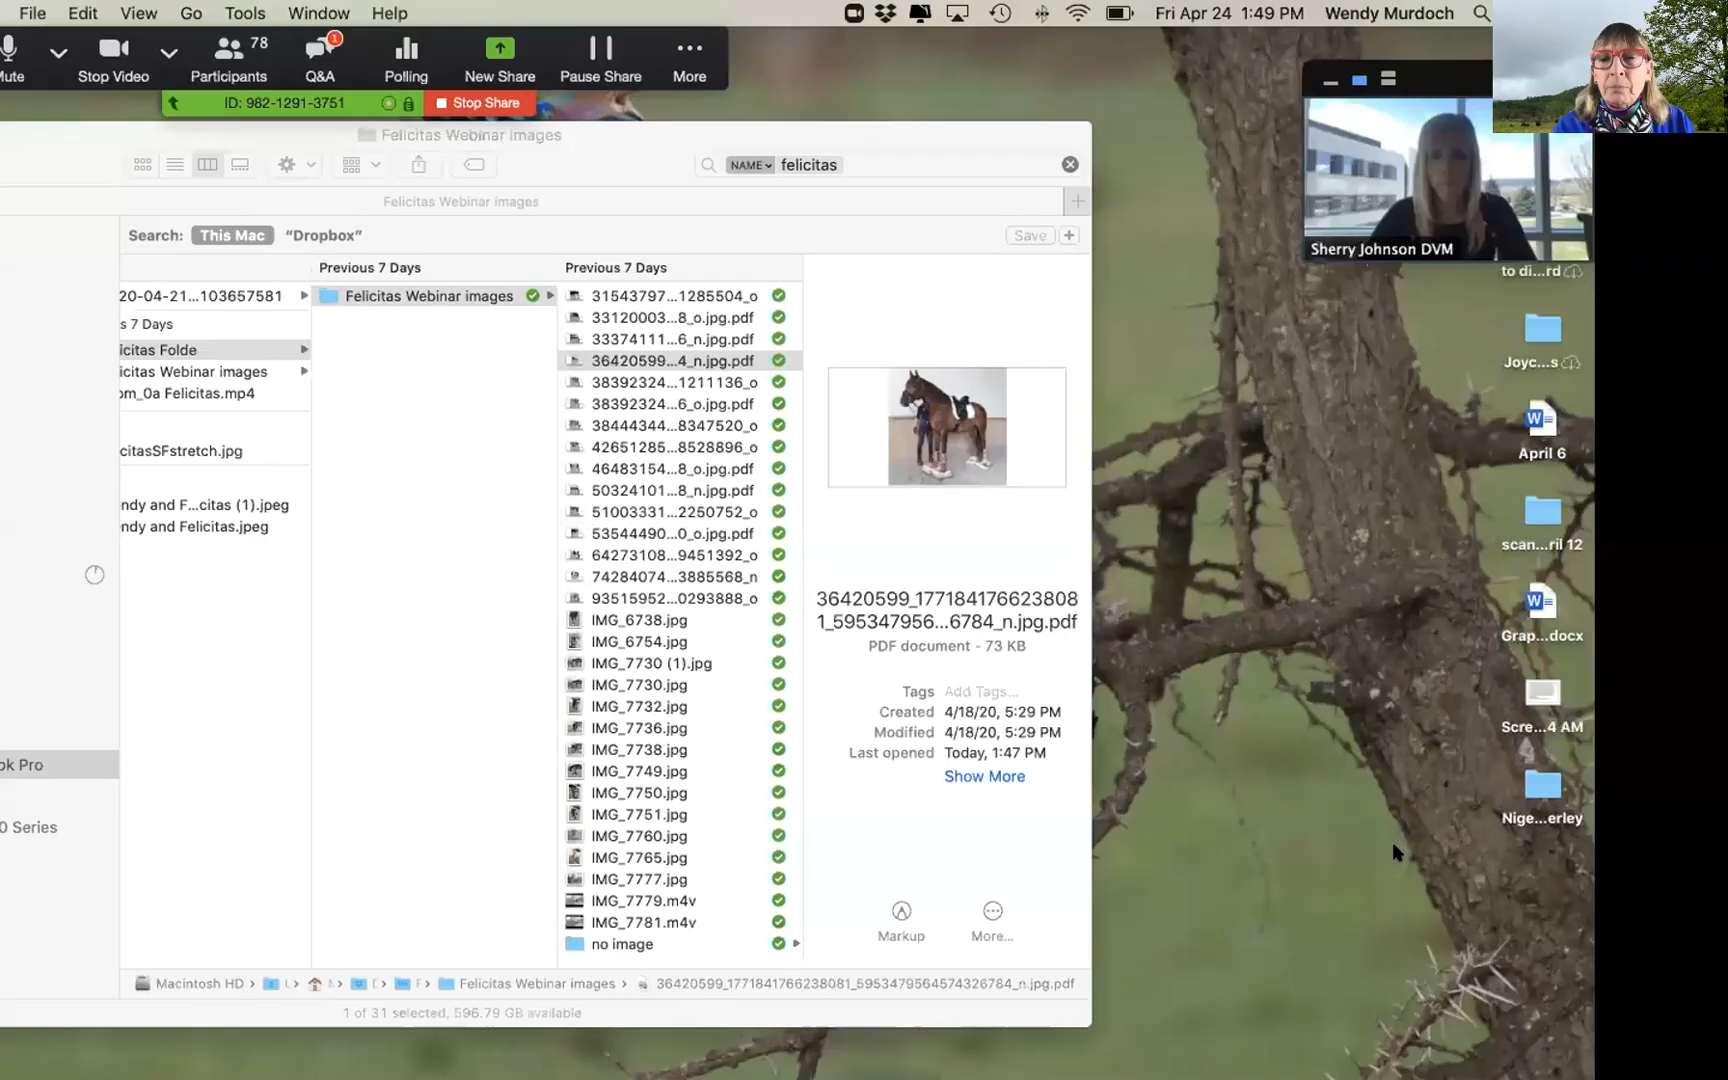 File Edit View Go Tools Window Help Fri Apr 24 1:49 PM Wendy Murdoch
Mute Stop Video Participants 78 Q&A 1 Polling New Share Pause Share More
ID: 982-1291-3751 Stop Share
Felicitas Webinar images
NAME felicitas
Felicitas Webinar images
Search: This Mac “Dropbox” Save +
Sherry Johnson DVM
Previous 7 Days Previous 7 Days
20-04-21...103657581
s 7 Days
icitas Folde
icitas Webinar images
om_0a Felicitas.mp4
citasSFstretch.jpg
ndy and F...citas (1).jpeg
ndy and Felicitas.jpeg
ok Pro
0 Series
Felicitas Webinar images
31543797...1285504_o
33120003...8_o.jpg.pdf
33374111...6_n.jpg.pdf
36420599...4_n.jpg.pdf
38392324...1211136_o
38392324...6_o.jpg.pdf
38444344...8347520_o
42651285...8528896_o
46483154...8_o.jpg.pdf
50324101...8_n.jpg.pdf
51003331...2250752_o
53544490...0_o.jpg.pdf
64273108...9451392_o
74284074...3885568_n
93515952...0293888_o
IMG_6738.jpg
IMG_6754.jpg
IMG_7730 (1).jpg
IMG_7730.jpg
IMG_7732.jpg
IMG_7736.jpg
IMG_7738.jpg
IMG_7749.jpg
IMG_7750.jpg
IMG_7751.jpg
IMG_7760.jpg
IMG_7765.jpg
IMG_7777.jpg
IMG_7779.m4v
IMG_7781.m4v
no image
36420599_177184176623808
1_595347956...6784_n.jpg.pdf
PDF document - 73 KB
Tags Add Tags...
Created 4/18/20, 5:29 PM
Modified 4/18/20, 5:29 PM
Last opened Today, 1:47 PM
Show More
Markup More...
to di...rd
Joyc...s
April 6
scan...ril 12
Grap...docx
Scre...4 AM
Nige...erley
Macintosh HD Felicitas Webinar images 36420599_1771841766238081_5953479564574326784_n.jpg.pdf
1 of 31 selected, 596.79 GB available